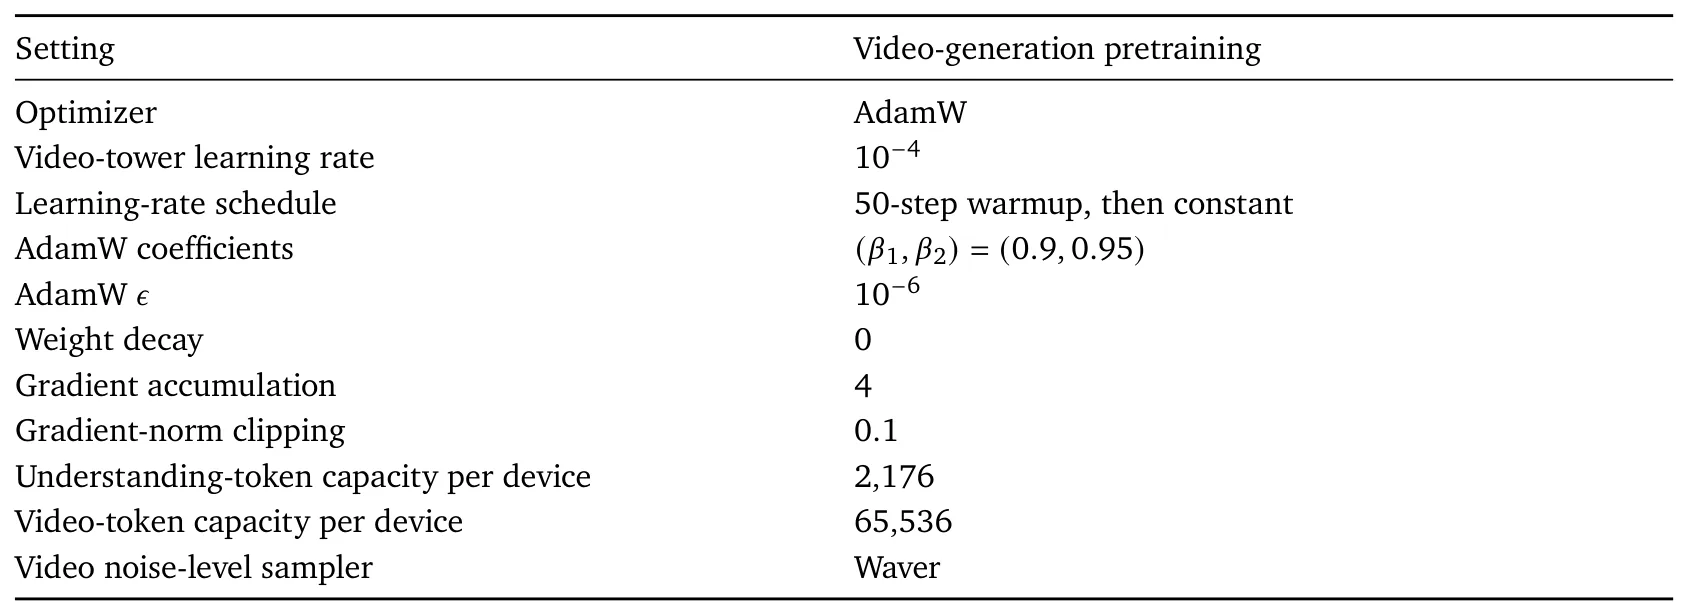 Setting Video-generation pretraining
Optimizer AdamW
Video-tower learning rate 10⁻⁴
Learning-rate schedule 50-step warmup, then constant
AdamW coefficients (β₁, β₂) = (0.9, 0.95)
AdamW ϵ 10⁻⁶
Weight decay 0
Gradient accumulation 4
Gradient-norm clipping 0.1
Understanding-token capacity per device 2,176
Video-token capacity per device 65,536
Video noise-level sampler Waver